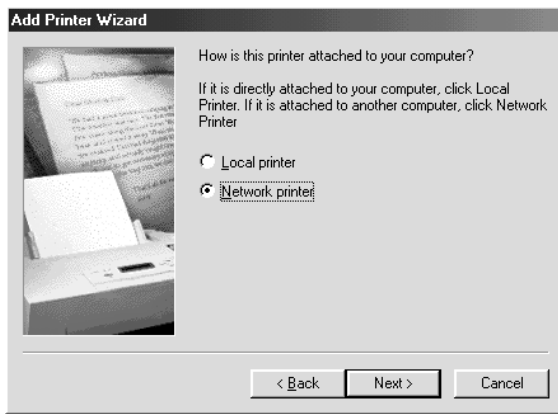 Add Printer Wizard
How is this printer attached to your computer?
If it is directly attached to your computer, click Local
Printer. If it is attached to another computer, click Network
Printer
Local printer
Network printer
< Back
Next >
Cancel